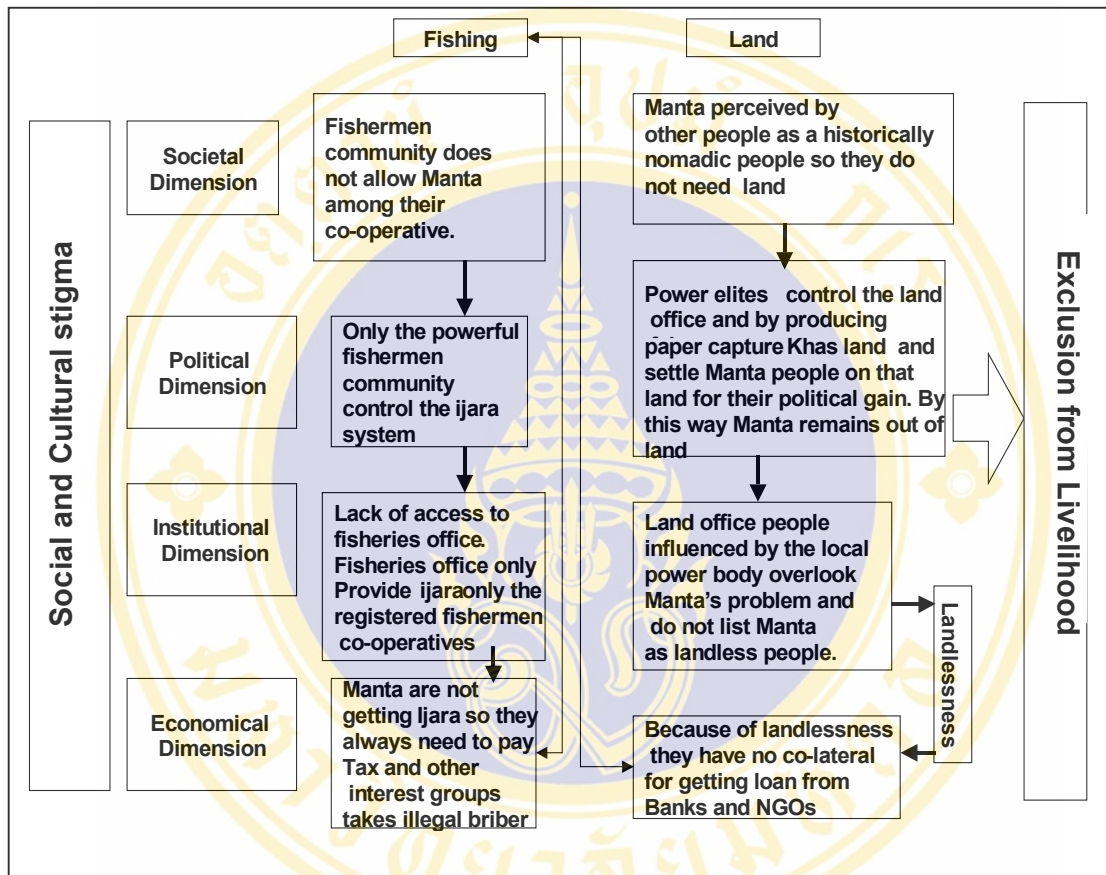 Fishing
Land
Social and Cultural stigma
Societal
Dimension
Fishermen
community does
not allow Manta
among their
co-operative.
Manta perceived by
other people as a historically
nomadic people so they do
not need land
Political
Dimension
Only the powerful
fishermen
community
control the ijara
system
Power elites control the land
office and by producing
paper capture Khas land and
settle Manta people on that
land for their political gain. By
this way Manta remains out of
land
Institutional
Dimension
Lack of access to
fisheries office.
Fisheries office only
Provide ijaraonly the
registered fishermen
co-operatives
Land office people
influenced by the local
power body overlook
Manta's problem and
do not list Manta
as landless people.
Landlessness
Economical
Dimension
Manta are not
getting Ijara so they
always need to pay
Tax and other
interest groups
takes illegal briber
Because of landlessness
they have no co-lateral
for getting loan from
Banks and NGOs
Exclusion from Livelihood